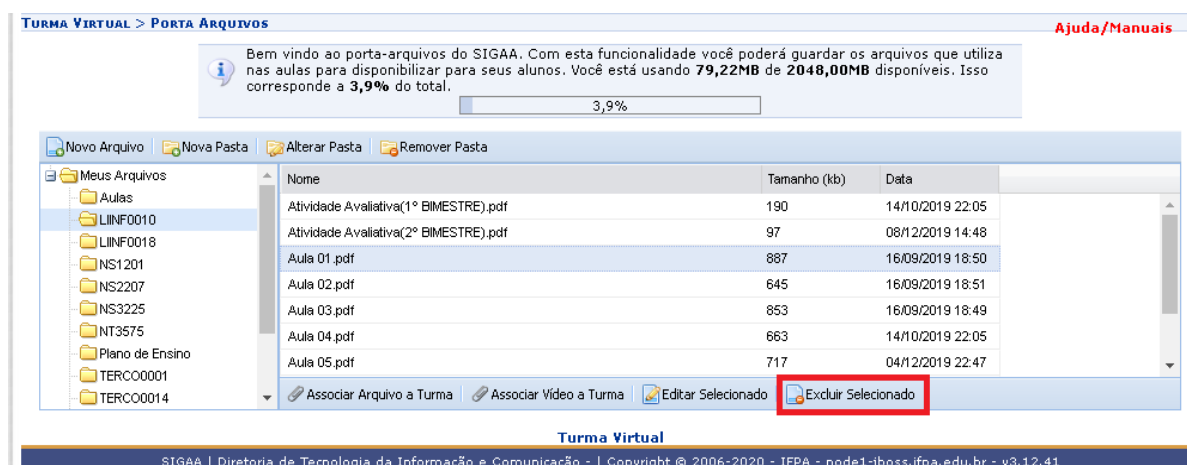 TURMA VIRTUAL > PORTA ARQUIVOS
Ajuda/Manuais
Bem vindo ao porta-arquivos do SIGAA. Com esta funcionalidade você poderá guardar os arquivos que utiliza
nas aulas para disponibilizar para seus alunos. Você está usando 79,22MB de 2048,00MB disponíveis. Isso
corresponde a 3,9% do total.
3,9%
Novo Arquivo Nova Pasta Alterar Pasta Remover Pasta
Meus Arquivos
Aulas
LIINF0010
LIINF0018
NS1201
NS2207
NS3225
NT3575
Plano de Ensino
TERCO0001
TERCO0014
Nome Tamanho (kb) Data
Atividade Avaliativa(1º BIMESTRE).pdf 190 14/10/2019 22:05
Atividade Avaliativa(2º BIMESTRE).pdf 97 08/12/2019 14:48
Aula 01.pdf 887 16/09/2019 18:50
Aula 02.pdf 645 16/09/2019 18:51
Aula 03.pdf 853 16/09/2019 18:49
Aula 04.pdf 663 14/10/2019 22:05
Aula 05.pdf 717 04/12/2019 22:47
Associar Arquivo a Turma Associar Vídeo a Turma Editar Selecionado Excluir Selecionado
Turma Virtual
SIGAA | Diretoria de Tecnologia da Informação e Comunicação - | Copyright © 2006-2020 - IFPA - node1-jboss.ifpa.edu.br - v3.12.41